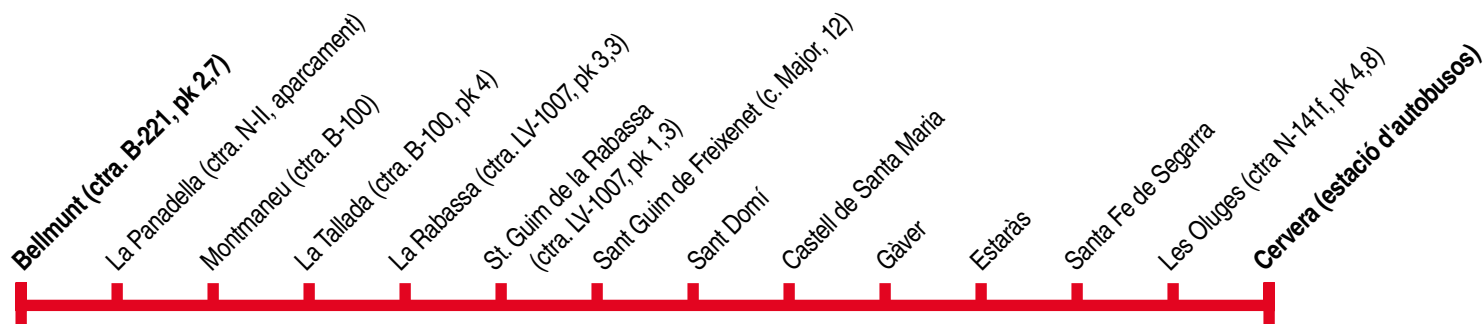 Bellmunt (ctra. B-221, pk 2,7)
La Panadella (ctra. N-II, aparcament)
Montmaneu (ctra. B-100)
La Tallada (ctra. B-100, pk 4)
La Rabassa (ctra. LV-1007, pk 3,3)
St. Guim de la Rabassa
(ctra. LV-1007, pk 1,3)
Sant Guim de Freixenet (c. Major, 12)
Sant Domí
Castell de Santa Maria
Gàver
Estaràs
Santa Fe de Segarra
Les Oluges (ctra N-141f, pk 4,8)
Cervera (estació d'autobusos)